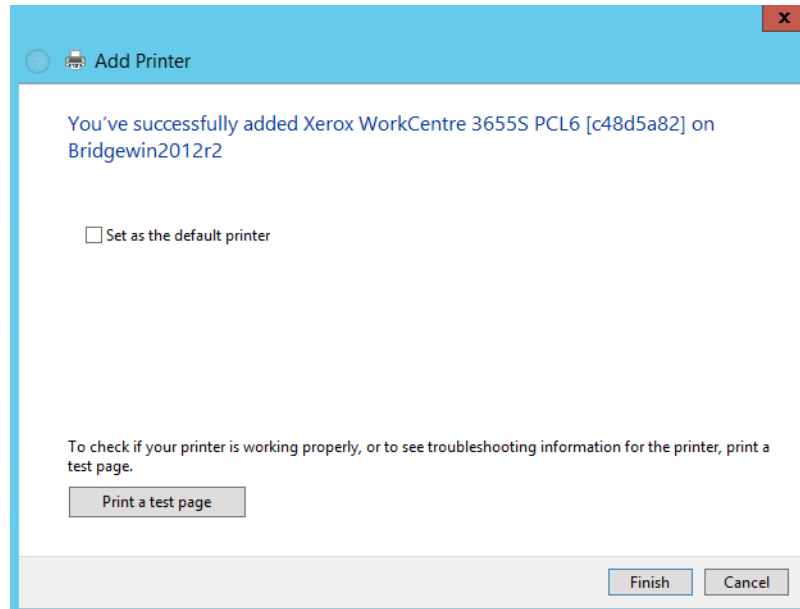 x
Add Printer
You've successfully added Xerox WorkCentre 3655S PCL6 [c48d5a82] on
Bridgewin2012r2
Set as the default printer
To check if your printer is working properly, or to see troubleshooting information for the printer, print a
test page.
Print a test page
Finish Cancel